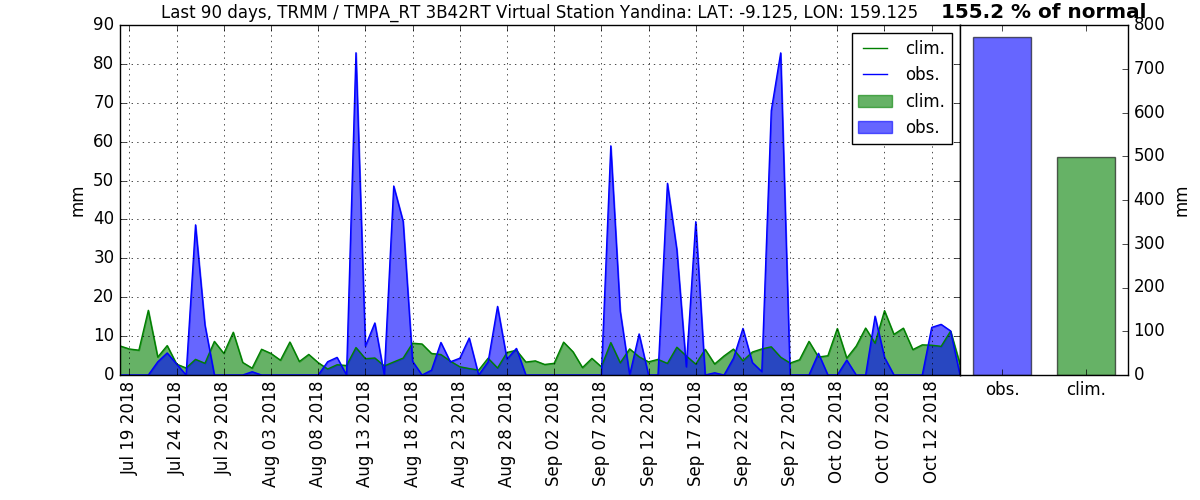 Last 90 days, TRMM / TMPA_RT 3B42RT Virtual Station Yandina: LAT: -9.125, LON: 159.125
155.2 % of normal
90
80
70
60
50
40
30
20
10
0
mm
clim.
obs.
clim.
obs.
Jul 19 2018
Jul 24 2018
Jul 29 2018
Aug 03 2018
Aug 08 2018
Aug 13 2018
Aug 18 2018
Aug 23 2018
Aug 28 2018
Sep 02 2018
Sep 07 2018
Sep 12 2018
Sep 17 2018
Sep 22 2018
Sep 27 2018
Oct 02 2018
Oct 07 2018
Oct 12 2018
800
700
600
500
400
300
200
100
0
mm
obs.
clim.